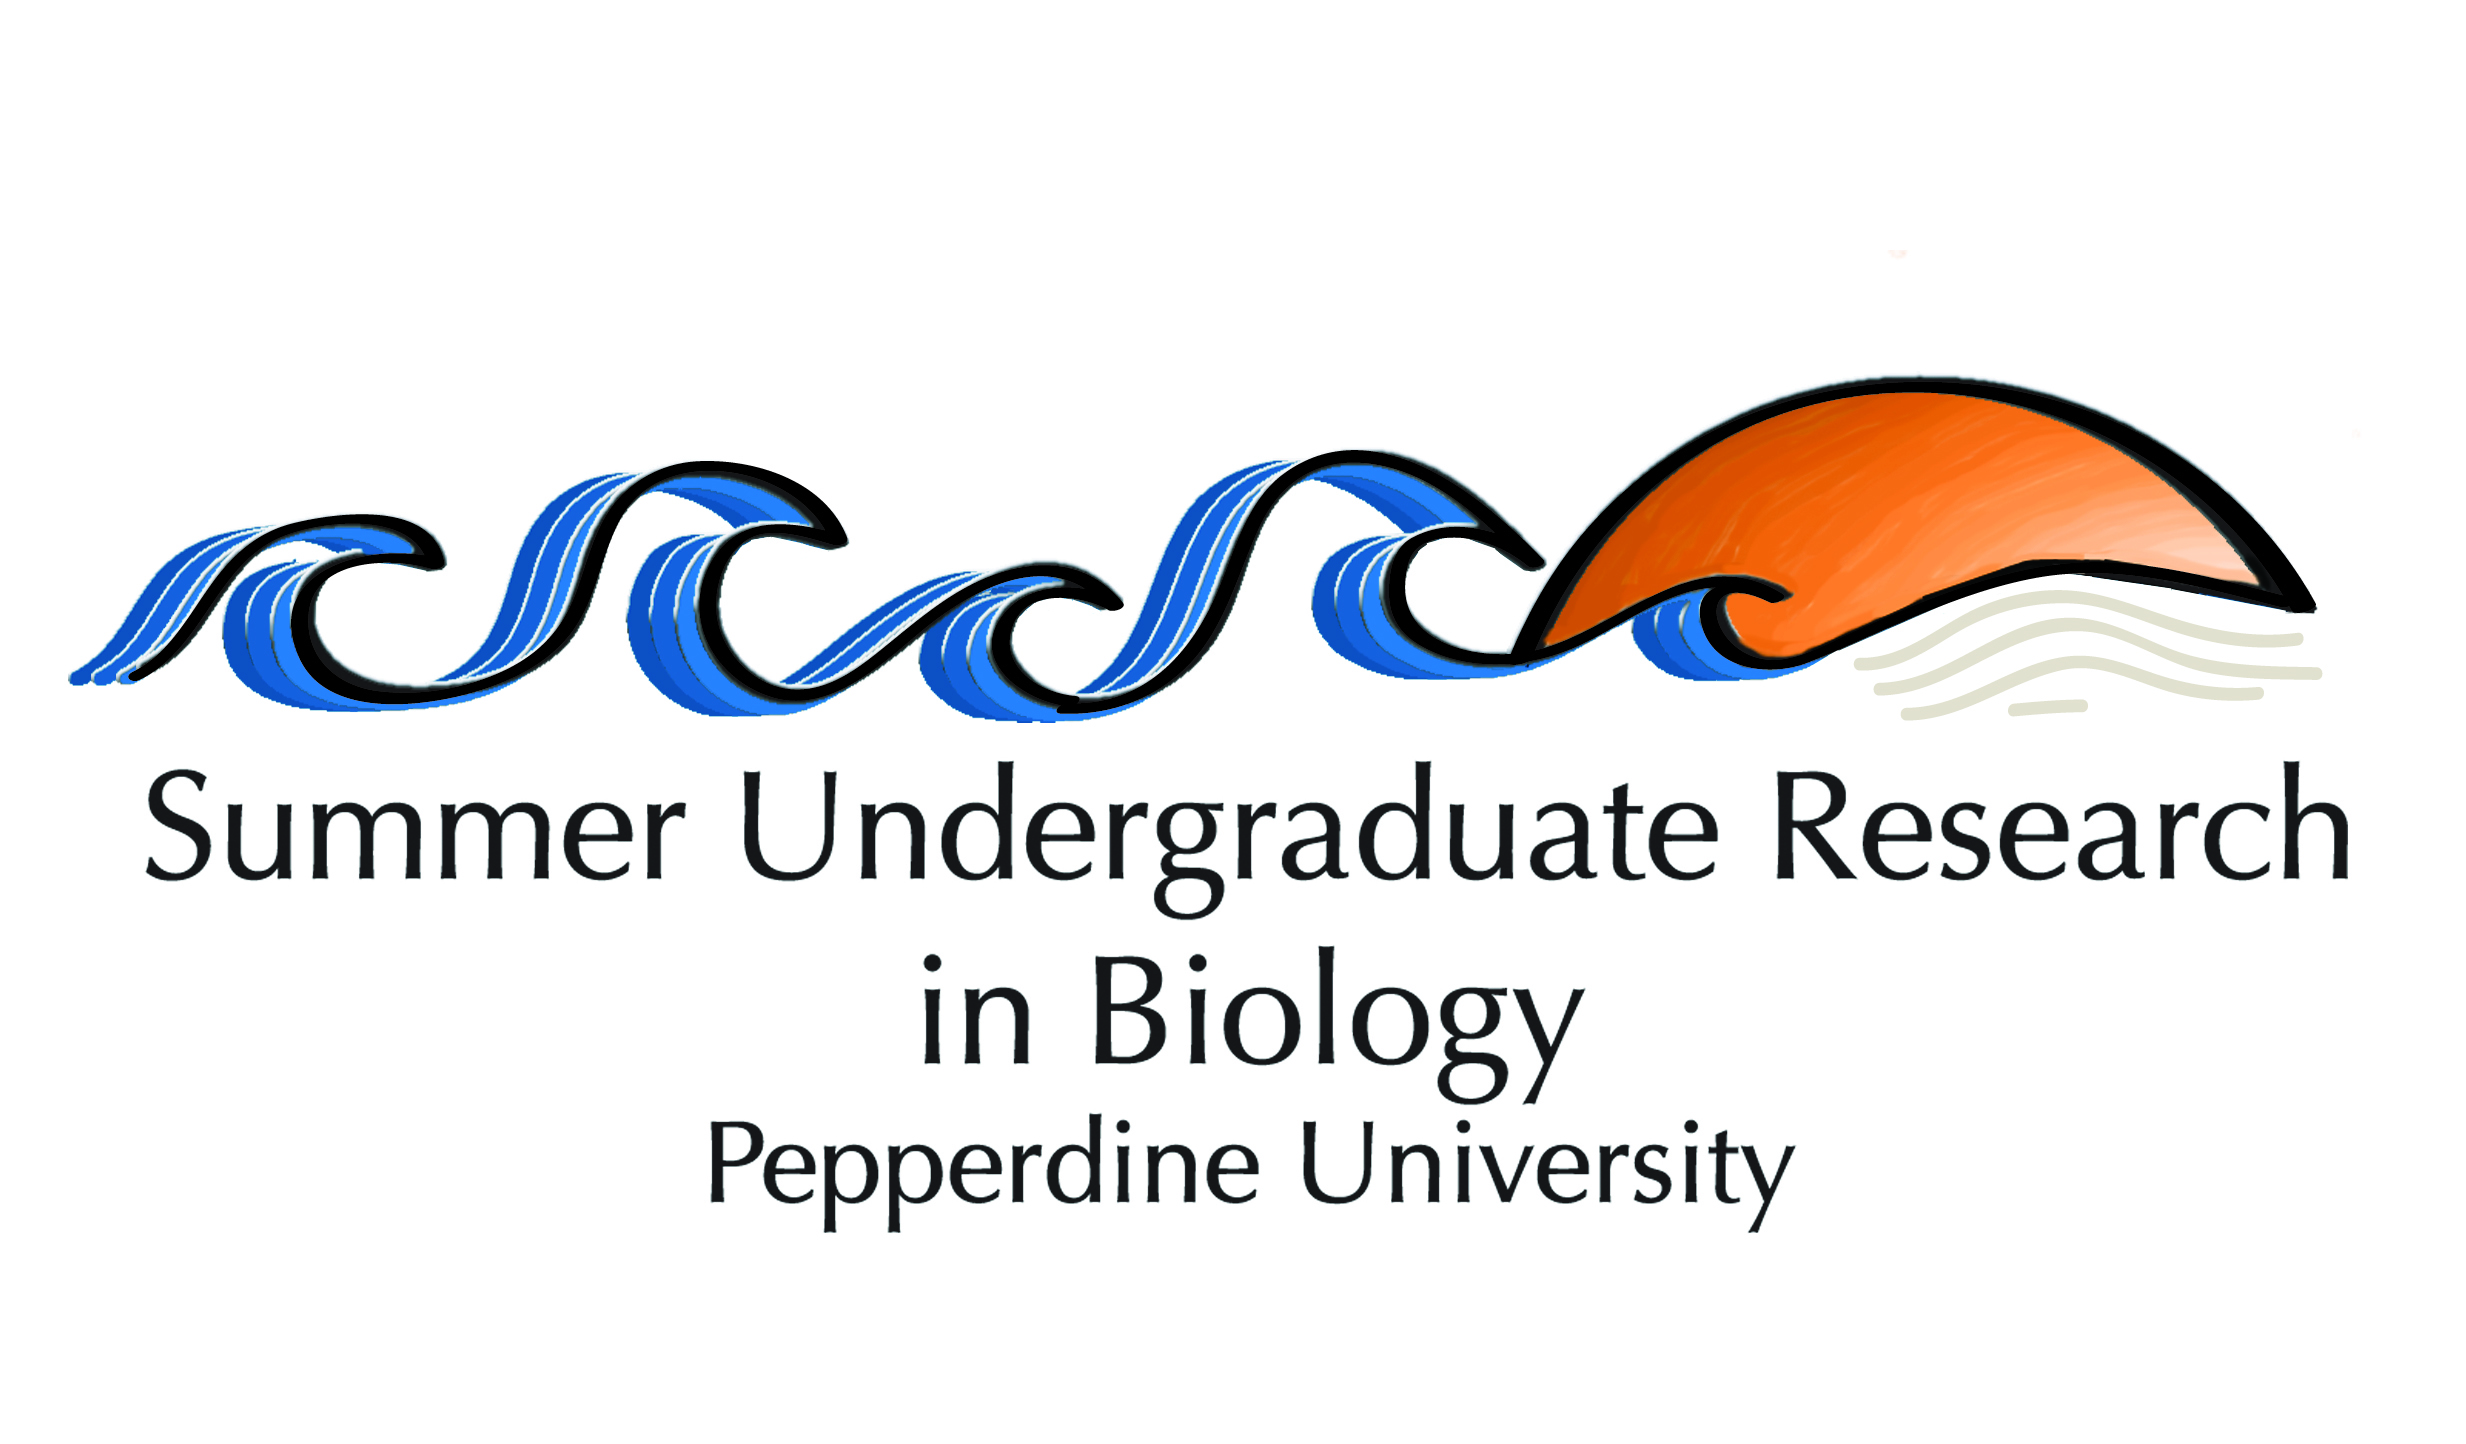 Summer Undergraduate Research
in Biology
Pepperdine University